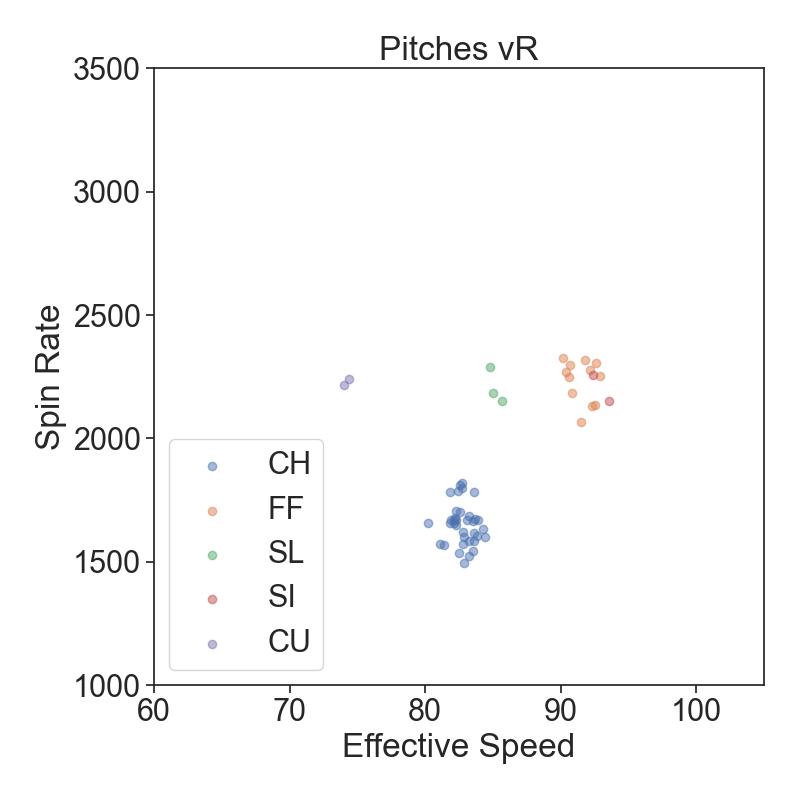 Pitches vR
3500
3000
2500
2000
1500
1000
Spin Rate
CH
FF
SL
SI
CU
60 70 80 90 100
Effective Speed